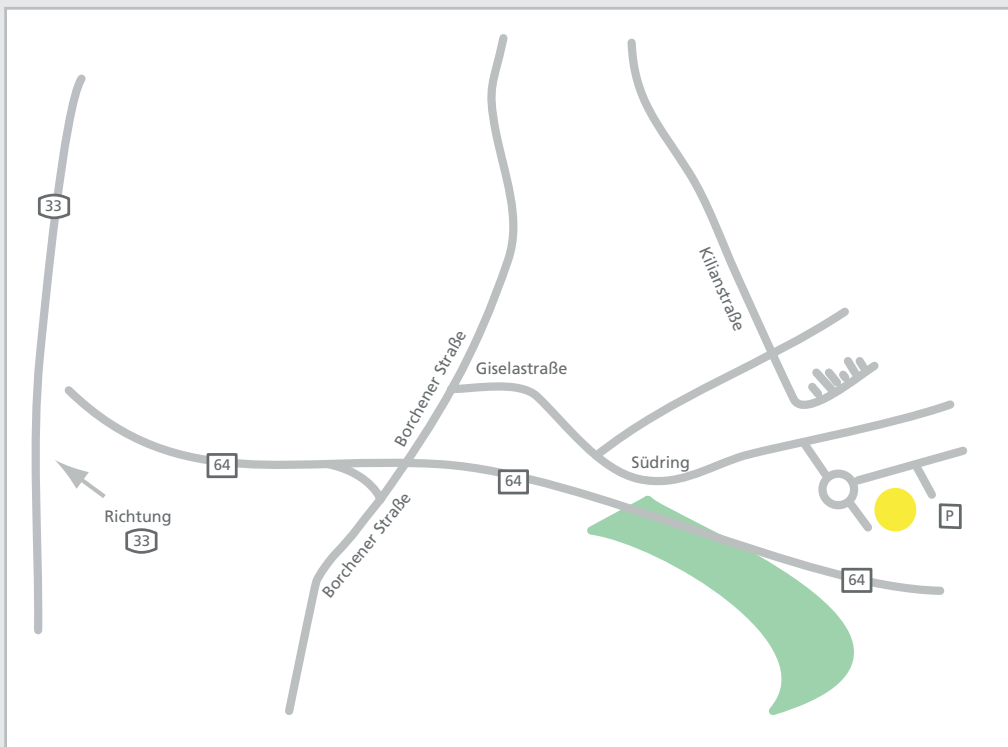 33
Kilianstraße
Borchener Straße
Giselastraße
64
64
Südring
Richtung
33
Borchener Straße
P
64